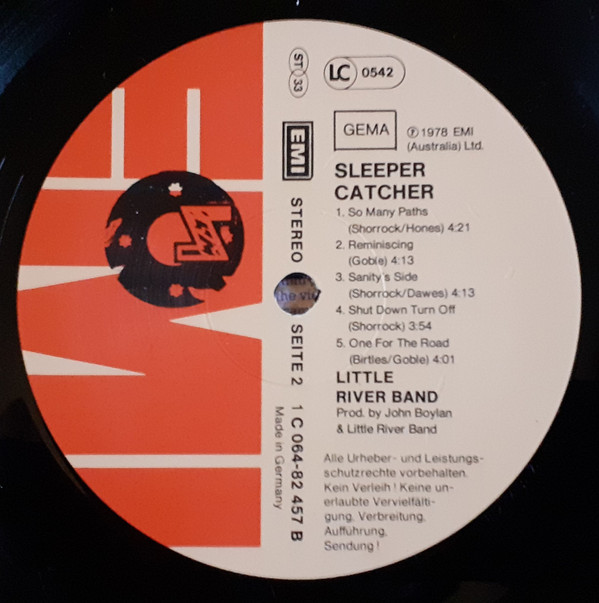 ST
33
LC 0542
GEMA
℗ 1978 EMI
(Australia) Ltd.
EMI
STEREO
SEITE 2
1 C 064-82 457 B
Made in Germany
SLEEPER
CATCHER
1. So Many Paths
(Shorrock/Hones) 4:21
2. Reminiscing
(Goble) 4:13
3. Sanity's Side
(Shorrock/Dawes) 4:13
4. Shut Down Turn Off
(Shorrock) 3:54
5. One For The Road
(Birtles/Goble) 4:01
LITTLE
RIVER BAND
Prod. by John Boylan
& Little River Band
Alle Urheber- und Leistungs-
schutzrechte vorbehalten.
Kein Verleih! Keine un-
erlaubte Vervielfälti-
gung, Verbreitung,
Aufführung,
Sendung!
EMI